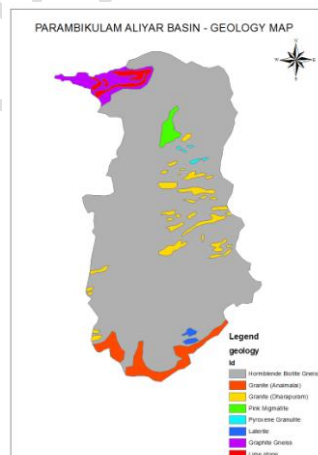 PARAMBIKULAM ALIYAR BASIN - GEOLOGY MAP
N
W
E
S
Legend
geology
Id
Hornblende Biotite Gneiss
Granite (Anaimalai)
Granite (Dharapuram)
Pink Migmatite
Pyroxene Granulite
Laterite
Graphite Gneiss
Lime stone